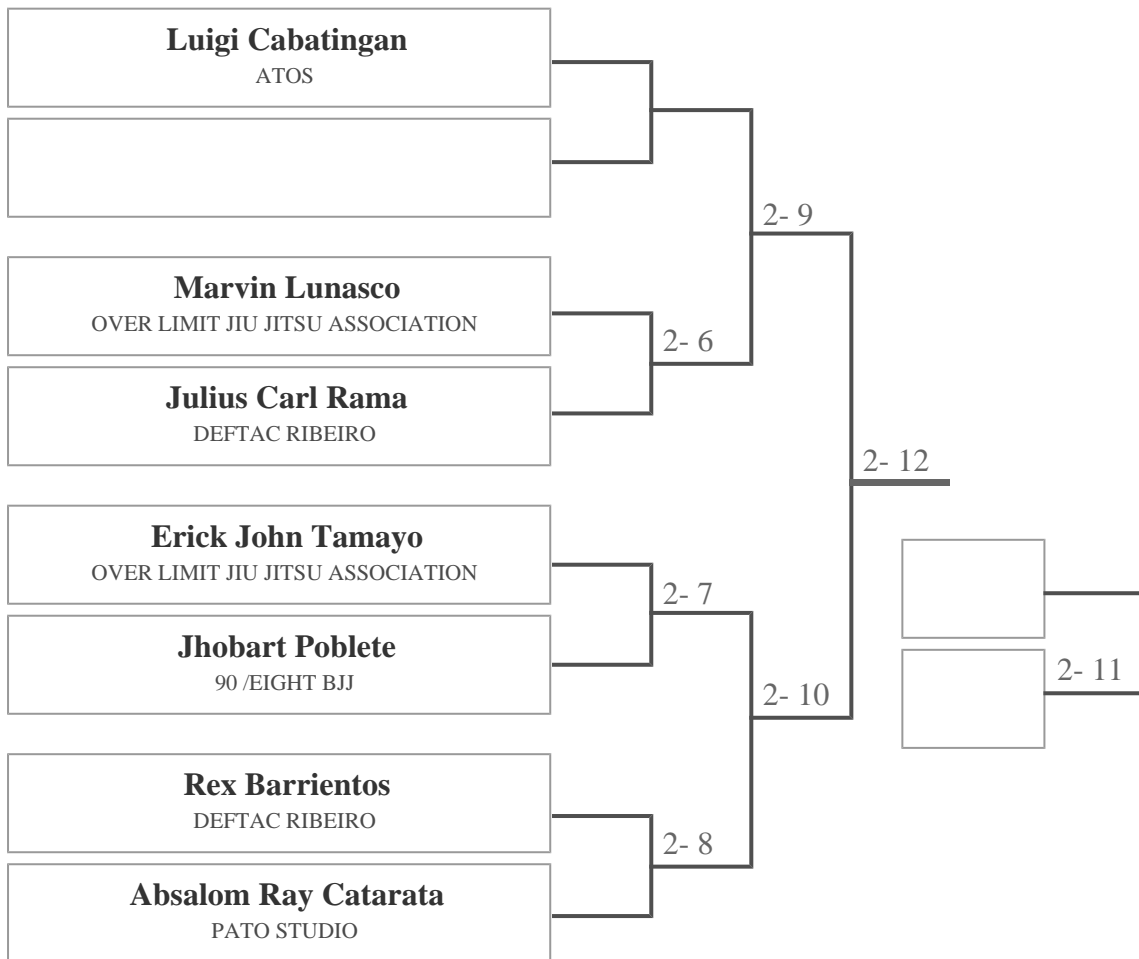 Luigi Cabatingan
ATOS
2- 9
Marvin Lunasco
OVER LIMIT JIU JITSU ASSOCIATION
2- 6
Julius Carl Rama
DEFTAC RIBEIRO
2- 12
Erick John Tamayo
OVER LIMIT JIU JITSU ASSOCIATION
2- 7
Jhobart Poblete
90 /EIGHT BJJ
2- 10
2- 11
Rex Barrientos
DEFTAC RIBEIRO
2- 8
Absalom Ray Catarata
PATO STUDIO